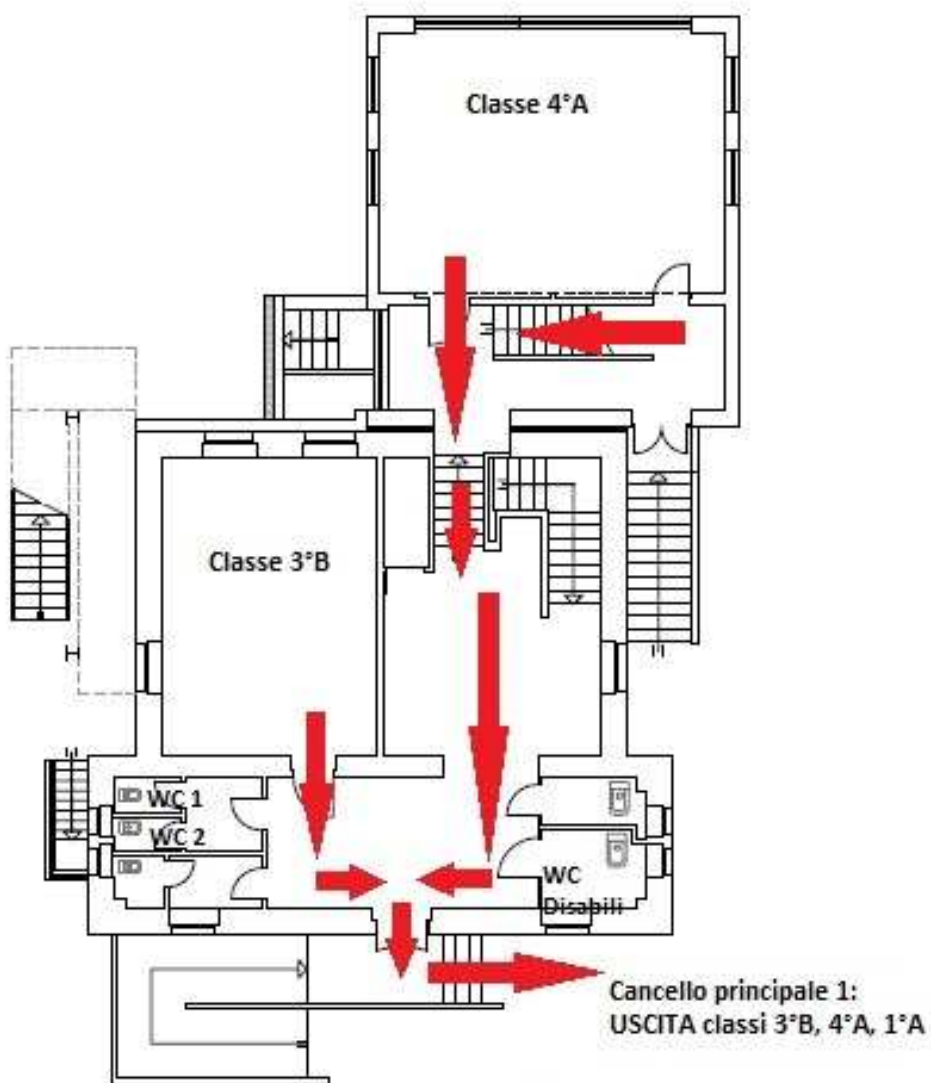 Classe 4°A
Classe 3°B
WC 1
WC 2
WC
Disabili
Cancello principale 1:
USCITA classi 3°B, 4°A, 1°A